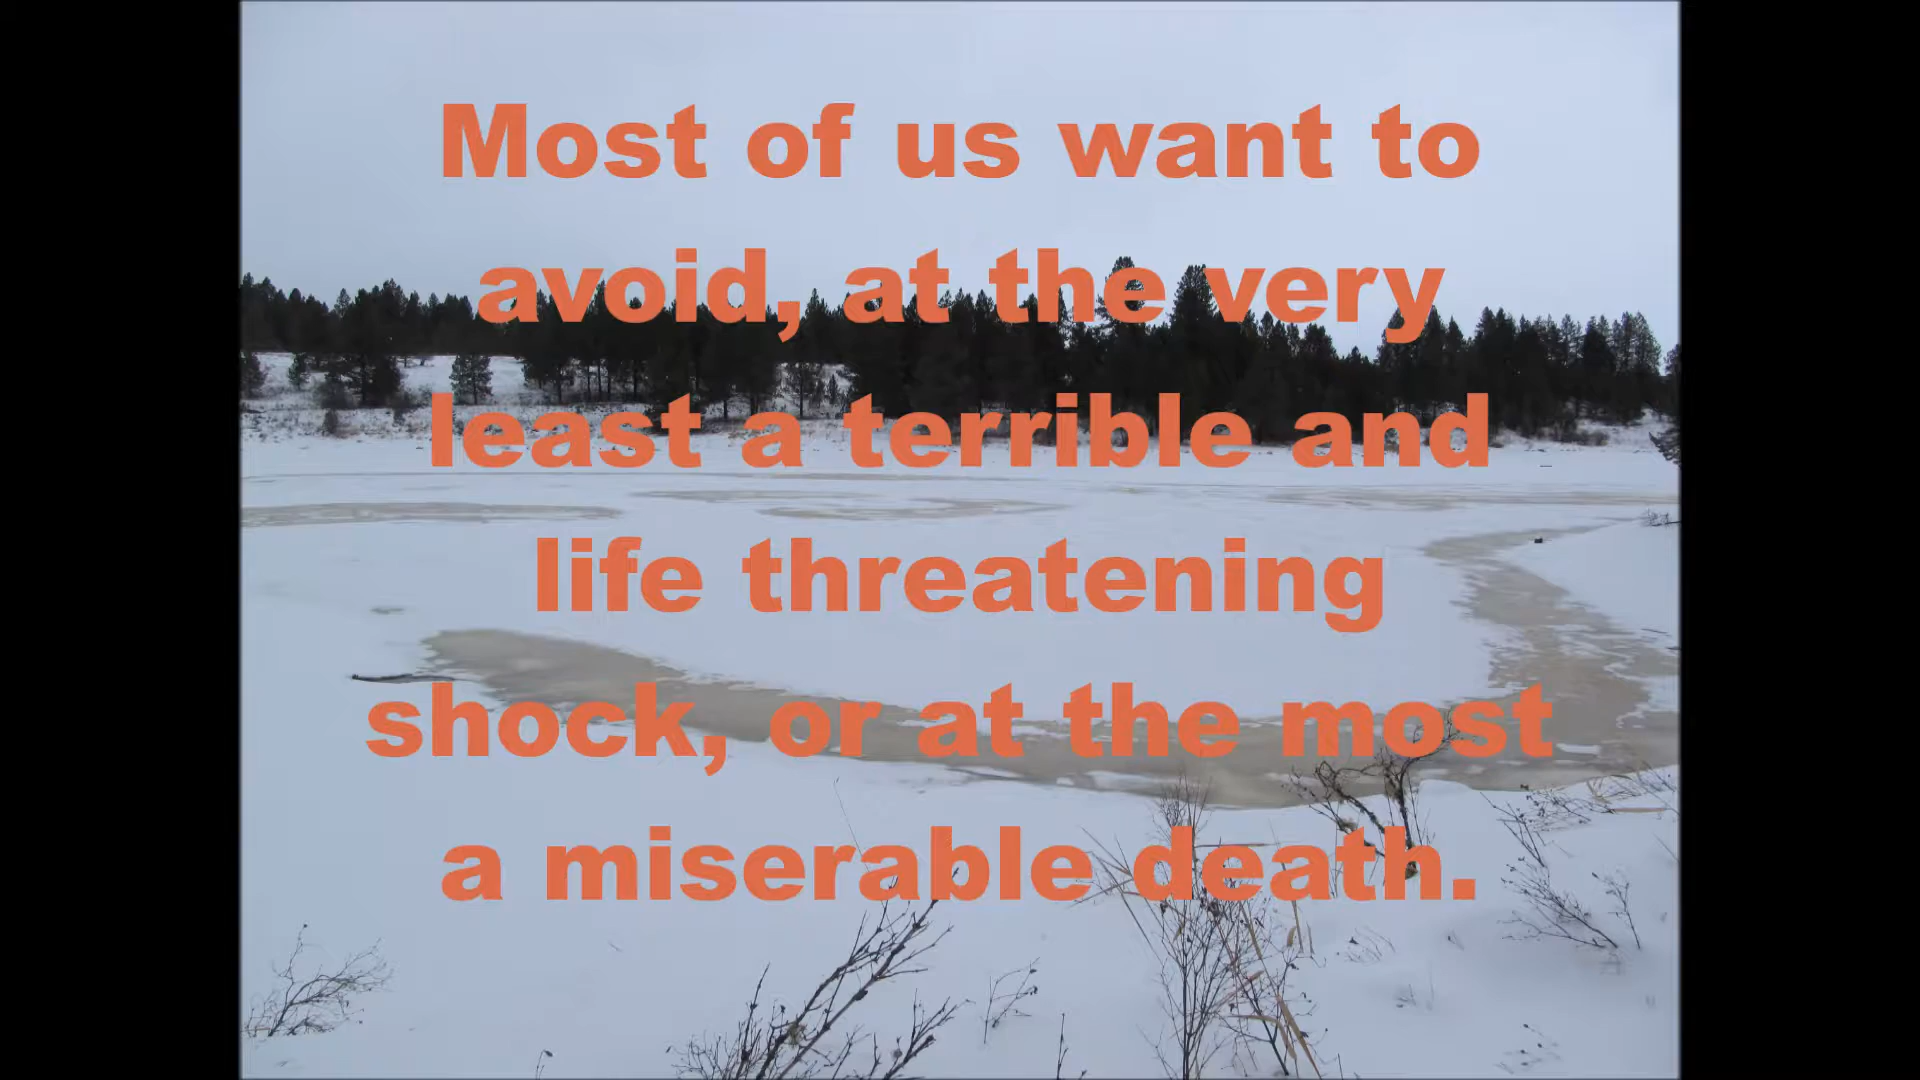 Most of us want to
avoid, at the very
least a terrible and
life threatening
shock, or at the most
a miserable death.